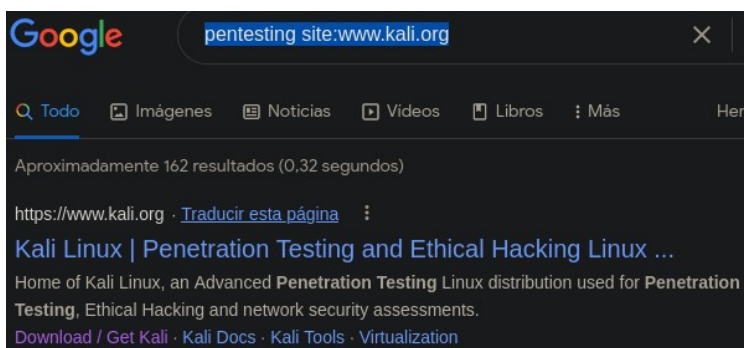 Google
pentesting site:www.kali.org
Todo Imágenes Noticias Vídeos Libros Más Her
Aproximadamente 162 resultados (0,32 segundos)
https://www.kali.org · Traducir esta página
Kali Linux | Penetration Testing and Ethical Hacking Linux ...
Home of Kali Linux, an Advanced Penetration Testing Linux distribution used for Penetration
Testing, Ethical Hacking and network security assessments.
Download / Get Kali · Kali Docs · Kali Tools · Virtualization